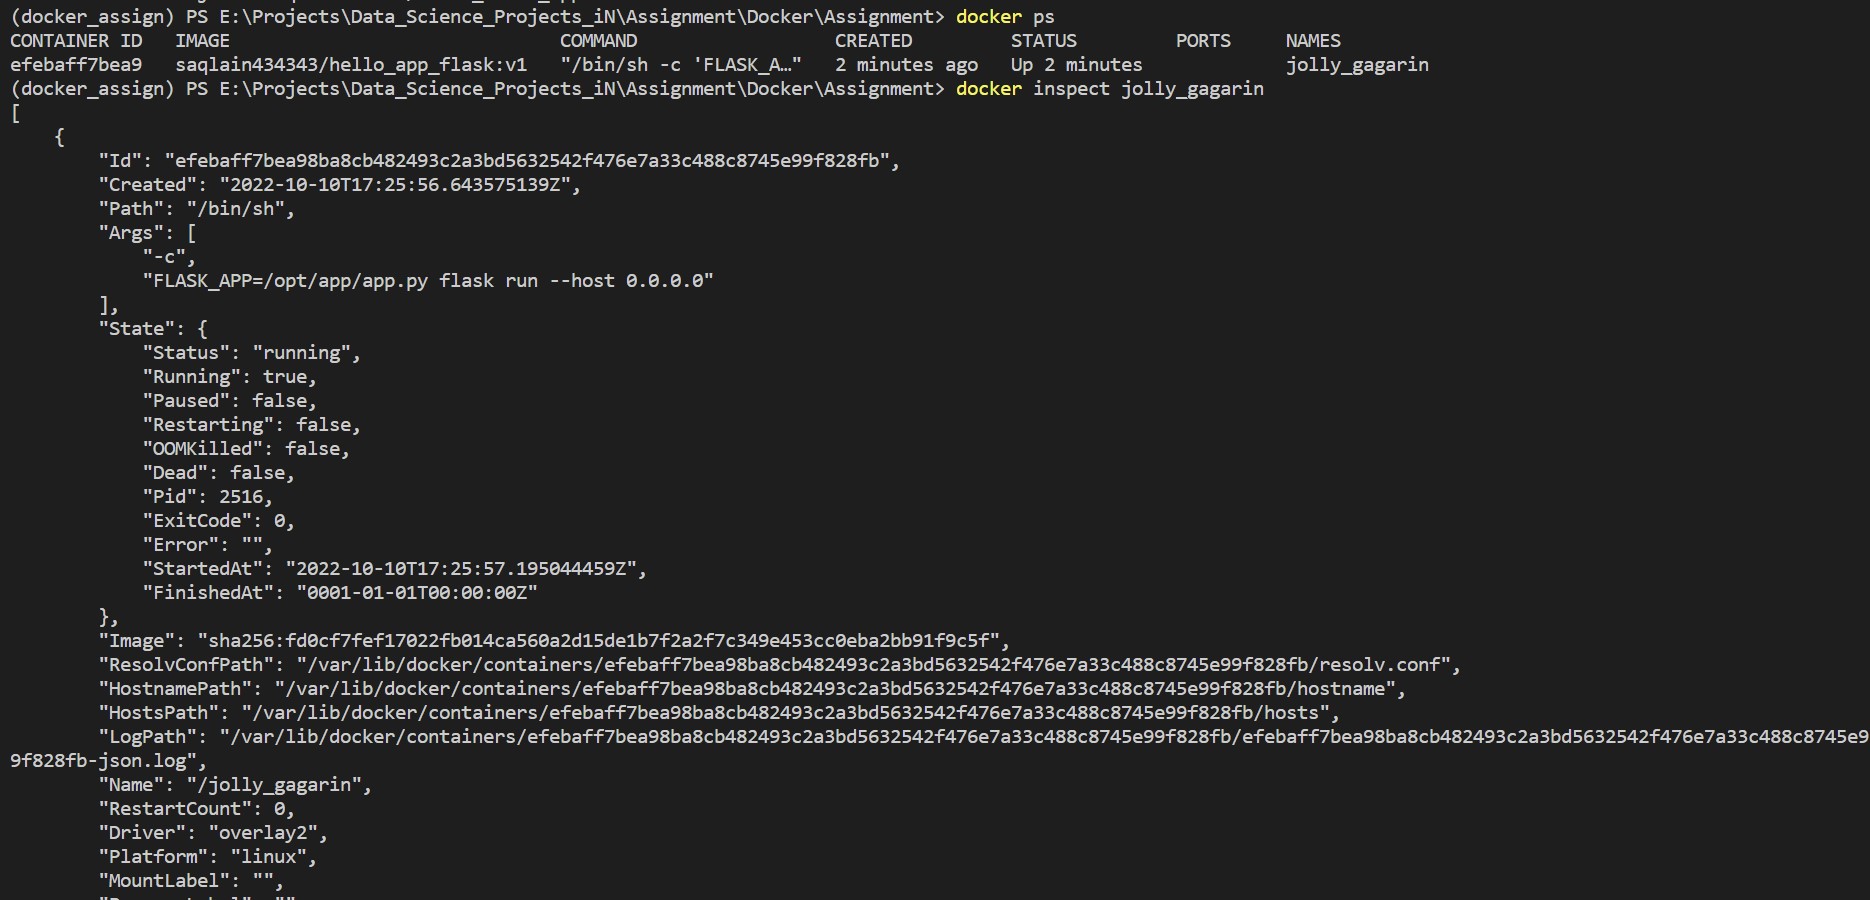 (docker_assign) PS E:\Projects\Data_Science_Projects_iN\Assignment\Docker\Assignment> docker ps
CONTAINER ID   IMAGE                              COMMAND                  CREATED         STATUS         PORTS     NAMES
efebaff7bea9   saqlain434343/hello_app_flask:v1   "/bin/sh -c 'FLASK_A…"   2 minutes ago   Up 2 minutes             jolly_gagarin
(docker_assign) PS E:\Projects\Data_Science_Projects_iN\Assignment\Docker\Assignment> docker inspect jolly_gagarin
[
    {
        "Id": "efebaff7bea98ba8cb482493c2a3bd5632542f476e7a33c488c8745e99f828fb",
        "Created": "2022-10-10T17:25:56.643575139Z",
        "Path": "/bin/sh",
        "Args": [
            "-c",
            "FLASK_APP=/opt/app/app.py flask run --host 0.0.0.0"
        ],
        "State": {
            "Status": "running",
            "Running": true,
            "Paused": false,
            "Restarting": false,
            "OOMKilled": false,
            "Dead": false,
            "Pid": 2516,
            "ExitCode": 0,
            "Error": "",
            "StartedAt": "2022-10-10T17:25:57.195044459Z",
            "FinishedAt": "0001-01-01T00:00:00Z"
        },
        "Image": "sha256:fd0cf7fef17022fb014ca560a2d15de1b7f2a2f7c349e453cc0eba2bb91f9c5f",
        "ResolvConfPath": "/var/lib/docker/containers/efebaff7bea98ba8cb482493c2a3bd5632542f476e7a33c488c8745e99f828fb/resolv.conf",
        "HostnamePath": "/var/lib/docker/containers/efebaff7bea98ba8cb482493c2a3bd5632542f476e7a33c488c8745e99f828fb/hostname",
        "HostsPath": "/var/lib/docker/containers/efebaff7bea98ba8cb482493c2a3bd5632542f476e7a33c488c8745e99f828fb/hosts",
        "LogPath": "/var/lib/docker/containers/efebaff7bea98ba8cb482493c2a3bd5632542f476e7a33c488c8745e99f828fb/efebaff7bea98ba8cb482493c2a3bd5632542f476e7a33c488c8745e9
9f828fb-json.log",
        "Name": "/jolly_gagarin",
        "RestartCount": 0,
        "Driver": "overlay2",
        "Platform": "linux",
        "MountLabel": "",